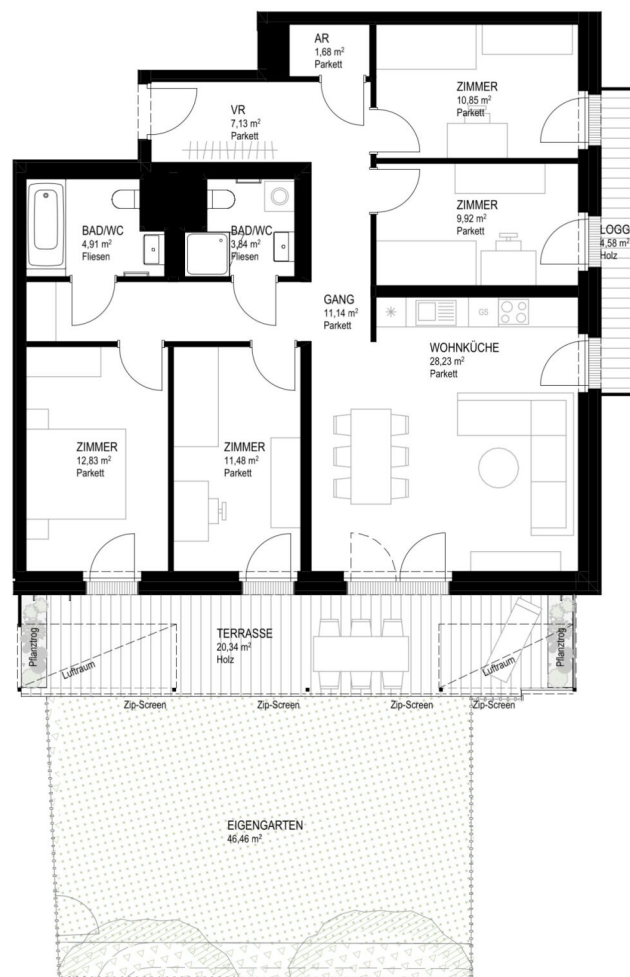 AR
1,68 m²
Parkett
ZIMMER
10,85 m²
Parkett
VR
7,13 m²
Parkett
ZIMMER
9,92 m²
Parkett
BAD/WC
4,91 m²
Fliesen
BAD/WC
3,84 m²
Fliesen
LOGG
4,58 m²
Holz
GANG
11,14 m²
Parkett
GS
WOHNKÜCHE
28,23 m²
Parkett
ZIMMER
12,83 m²
Parkett
ZIMMER
11,48 m²
Parkett
TERRASSE
20,34 m²
Holz
Pflanztrog
Luftraum
Luftraum
Pflanztrog
Zip-Screen
Zip-Screen
Zip-Screen
Zip-Screen
EIGENGARTEN
46,46 m²